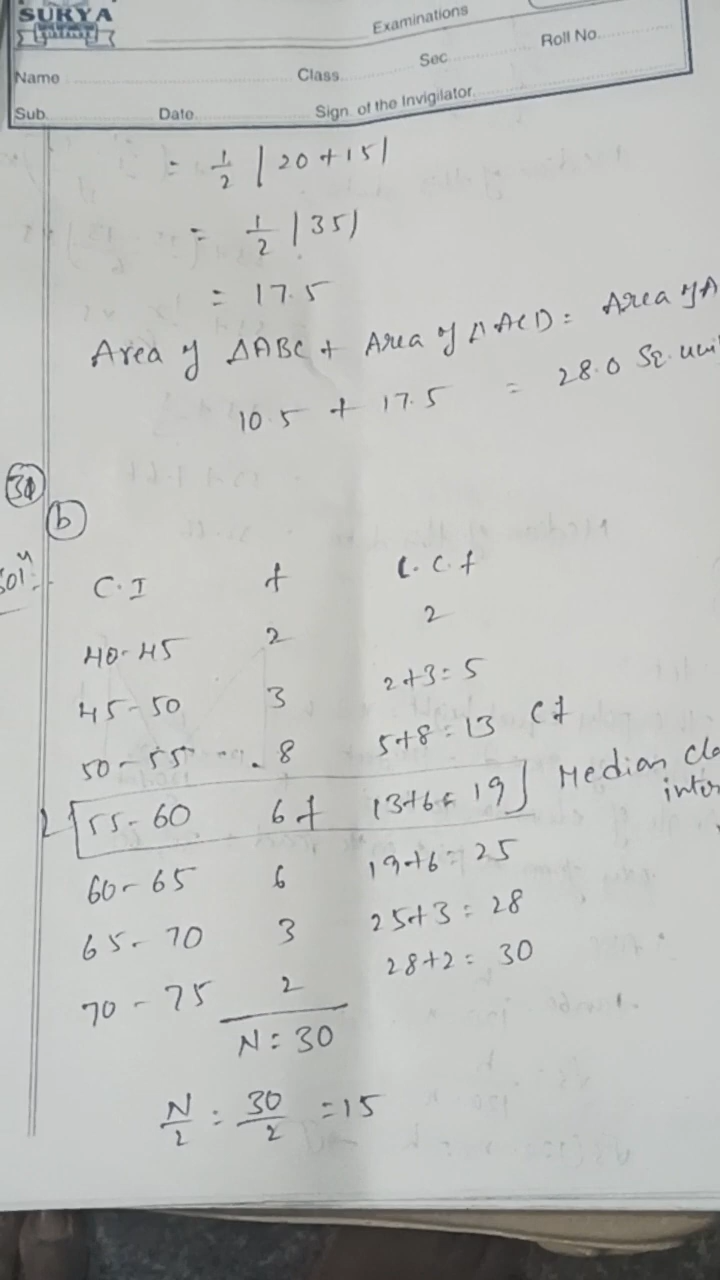 SURYA
Examinations
Name Class Sec Roll No.
Sub. Date. Sign. of the Invigilator
= 1/2 | 20 + 15 |
= 1/2 | 35 |
= 17.5
Area of ΔABC + Area of ΔACD = Area of A
10.5 + 17.5 = 28.0 Sq. uni
b
Sol:
C.I f L.C.f
40-45 2 2
45-50 3 2+3=5
50-55 8 5+8=13 Cf
55-60 6 f 13+6=19 Median cla
inter
60-65 6 19+6=25
65-70 3 25+3=28
70-75 2 28+2=30
N=30
N/2 = 30/2 = 15